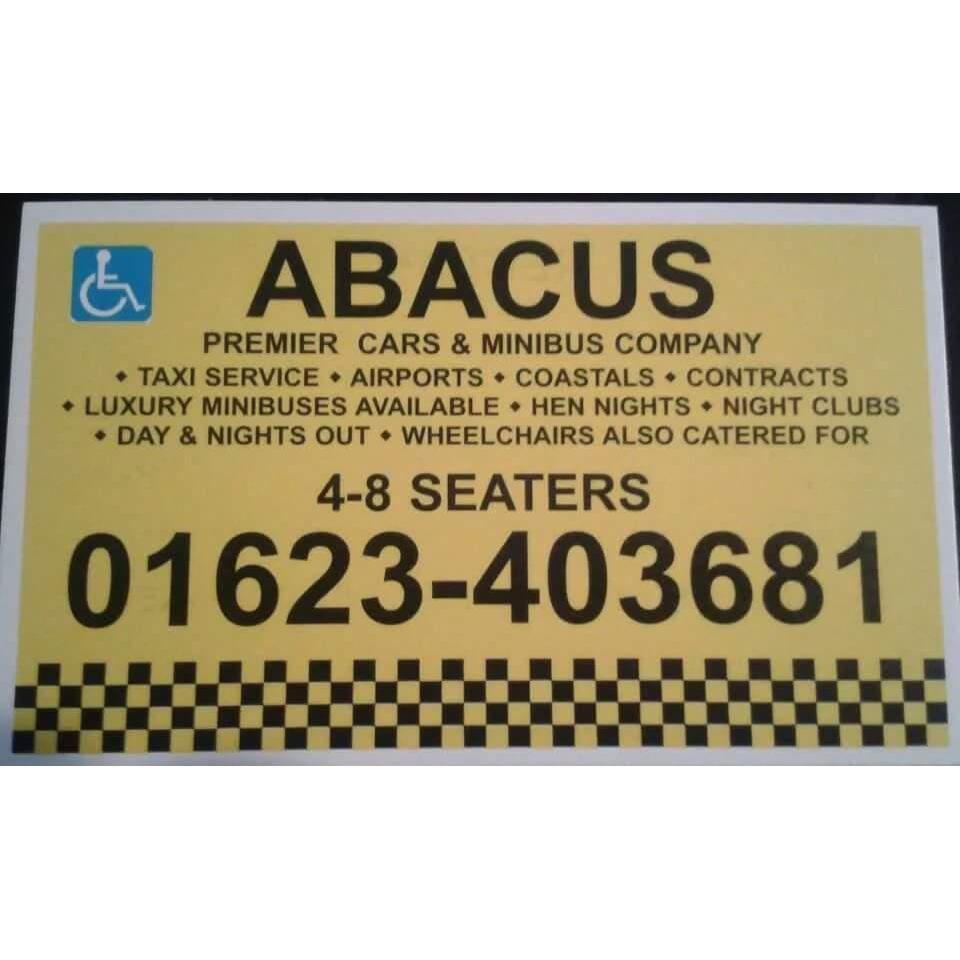 ABACUS
PREMIER CARS & MINIBUS COMPANY
• TAXI SERVICE • AIRPORTS • COASTALS • CONTRACTS
• LUXURY MINIBUSES AVAILABLE • HEN NIGHTS • NIGHT CLUBS
• DAY & NIGHTS OUT • WHEELCHAIRS ALSO CATERED FOR
4-8 SEATERS
01623-403681